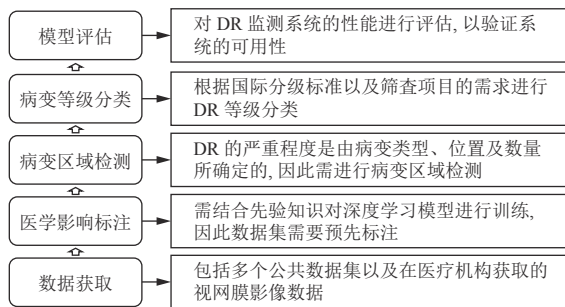 模型评估
对 DR 监测系统的性能进行评估, 以验证
系统的可用性
病变等级分类
根据国际分级标准以及筛查项目的需求进行
DR 等级分类
病变区域检测
DR 的严重程度是由病变类型、位置及数量
所确定的, 因此需进行病变区域检测
医学影响标注
需结合先验知识对深度学习模型进行训练,
因此数据集需要预先标注
数据获取
包括多个公共数据集以及在医疗机构获取的
视网膜影像数据